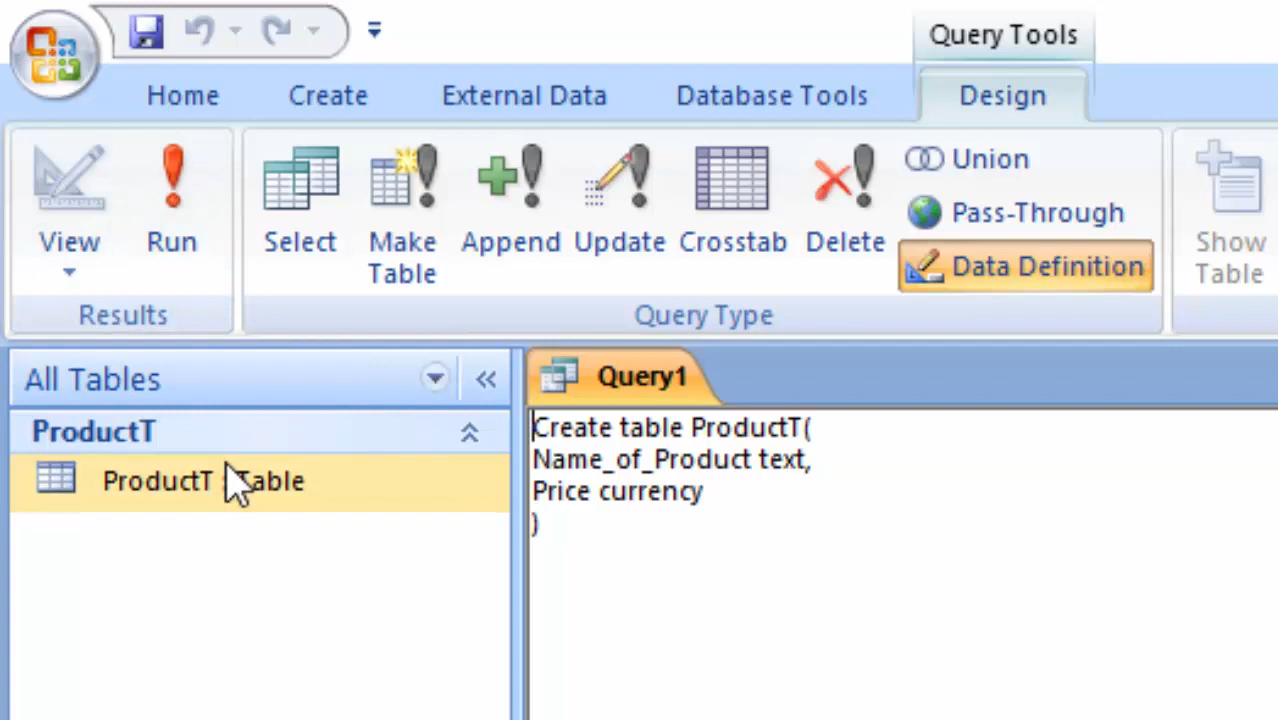 Query Tools
Home Create External Data Database Tools Design
View Run Select Make Table Append Update Crosstab Delete Union Pass-Through Data Definition Show Table
Results Query Type
All Tables
ProductT
ProductT : Table
Query1
Create table ProductT(
Name_of_Product text,
Price currency
)